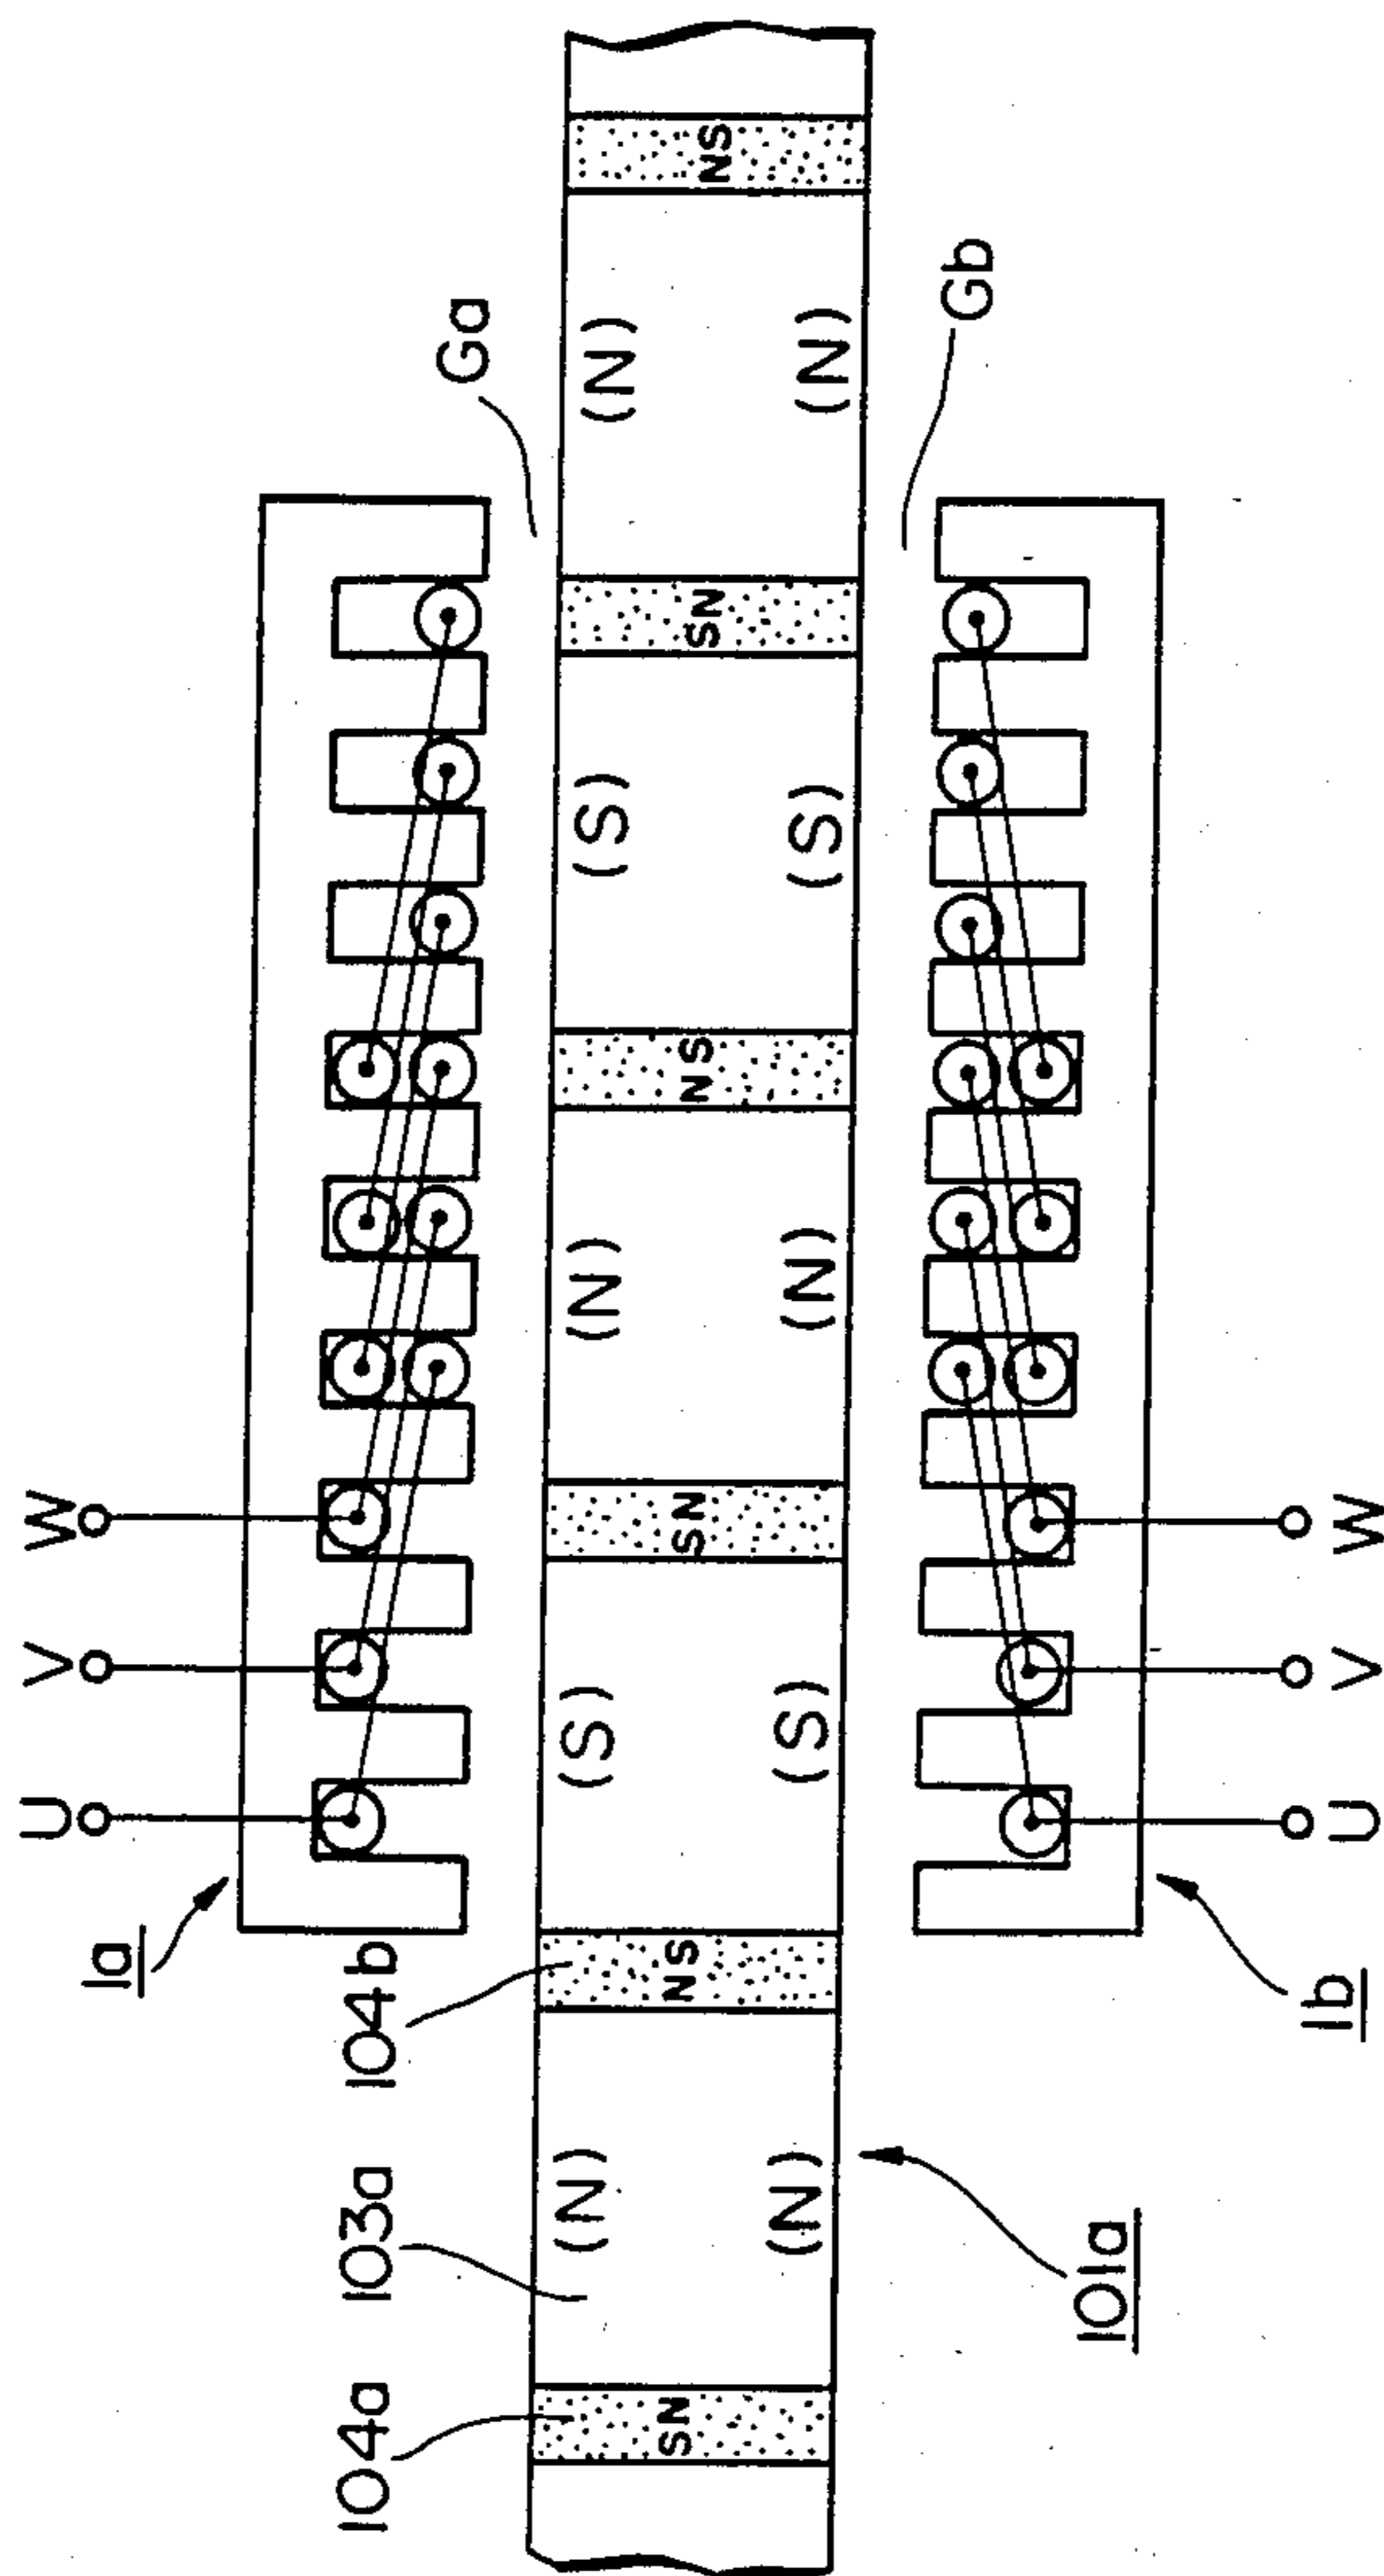 U V W
1a
104a 103a 104b
Ga
(N) (S) (N) (S) (N)
SN NS SN NS SN NS
(N) (S) (N) (S) (N)
Gb
101a
1b
U V W